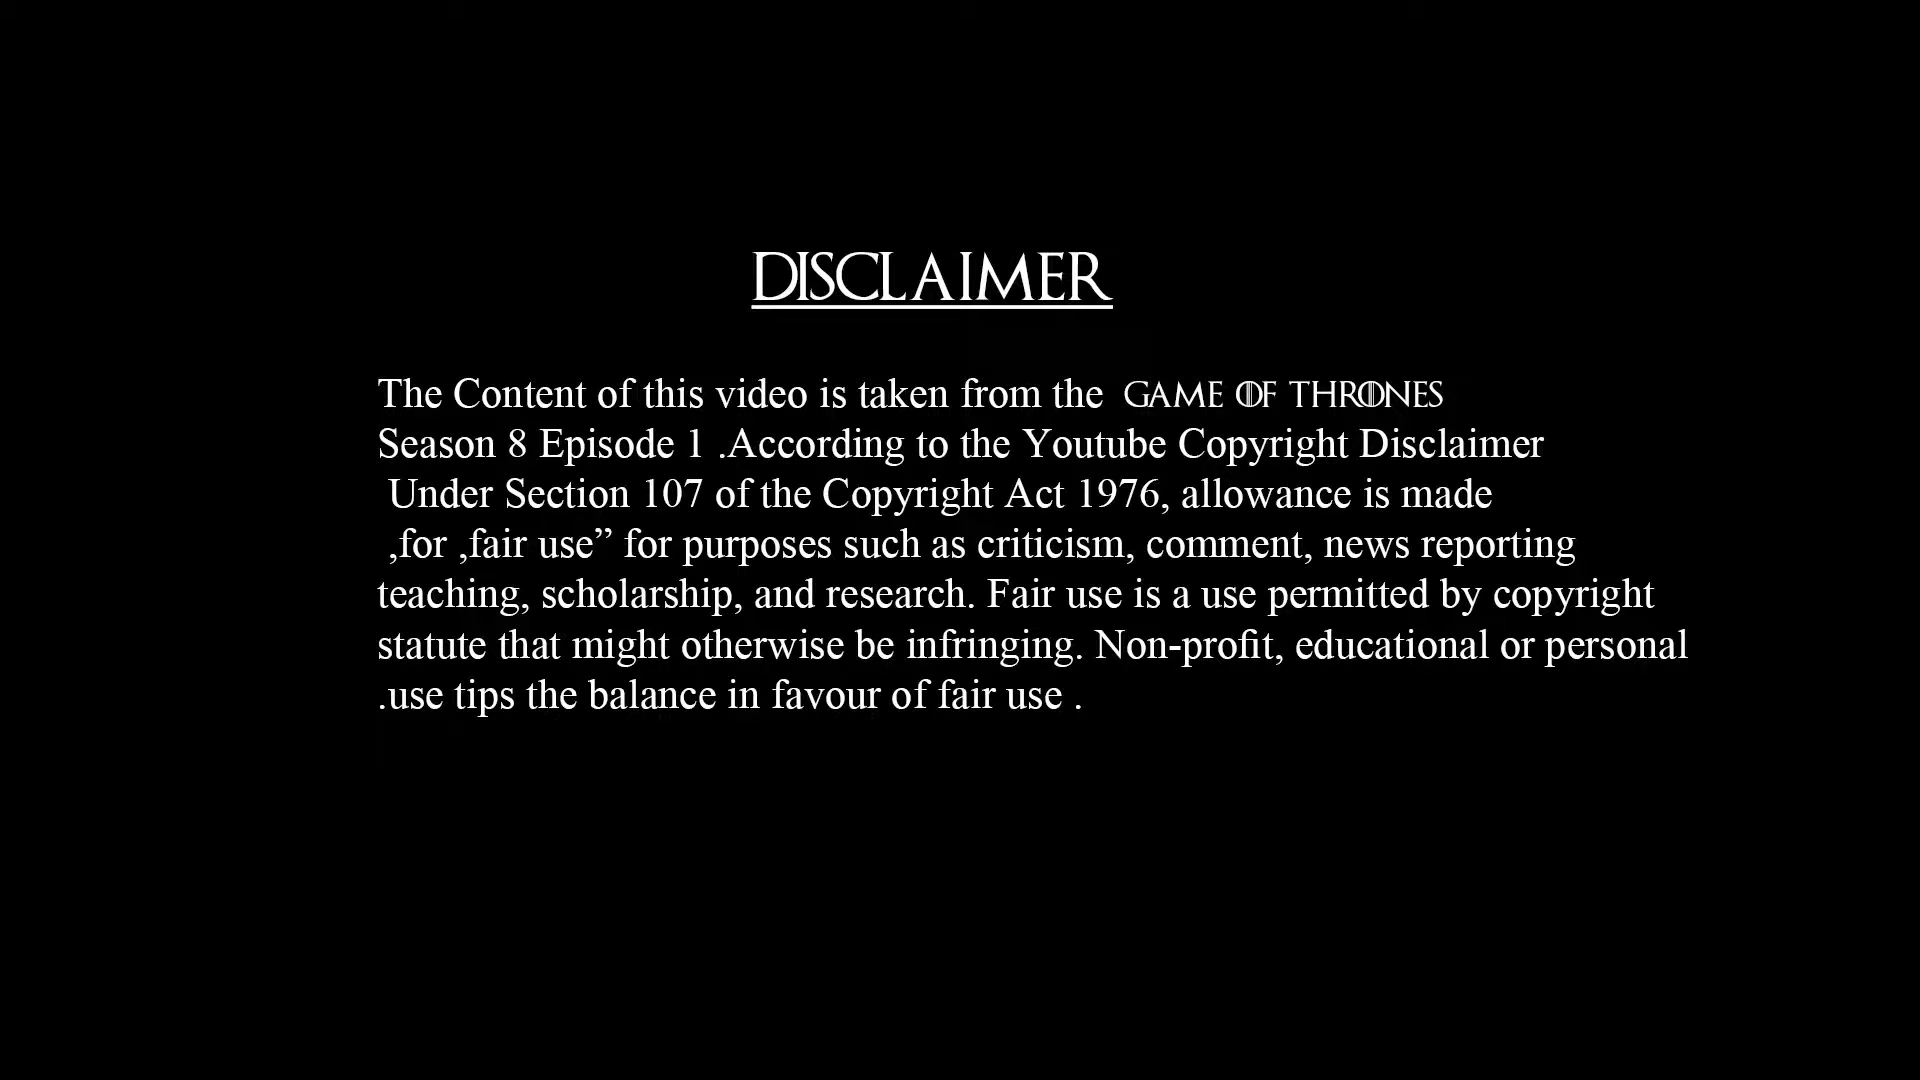 DISCLAIMER
The Content of this video is taken from the GAME OF THRONES
Season 8 Episode 1 .According to the Youtube Copyright Disclaimer
Under Section 107 of the Copyright Act 1976, allowance is made
,for ,fair use” for purposes such as criticism, comment, news reporting
teaching, scholarship, and research. Fair use is a use permitted by copyright
statute that might otherwise be infringing. Non-profit, educational or personal
.use tips the balance in favour of fair use .